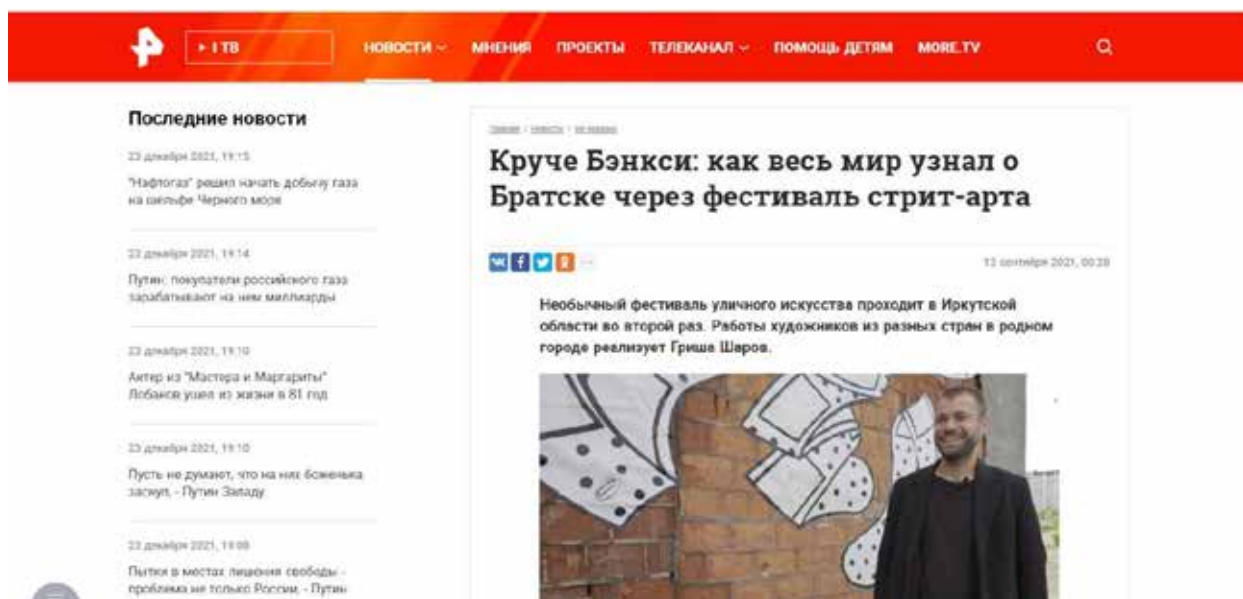 1 ТВ
НОВОСТИ
МНЕНИЯ
ПРОЕКТЫ
ТЕЛЕКАНАЛ
ПОМОЩЬ ДЕТЯМ
MORE.TV
Последние новости
23 декабря 2021, 19:15
"Нафтогаз" решил начать добычу газа
на шельфе Черного моря
23 декабря 2021, 19:14
Путин: покупатели российского газа
зарабатывают на нем миллиарды
23 декабря 2021, 19:10
Актер из "Мастера и Маргариты"
Лобанов ушел из жизни в 81 год
23 декабря 2021, 19:10
Пусть не думают, что на них боженька
заснул, - Путин Западу
23 декабря 2021, 19:08
Пытки в местах лишения свободы -
проблема не только России, - Путин
Главная / Новости /
Круче Бэнкси: как весь мир узнал о
Братске через фестиваль стрит-арта
сентября 2021, 00:28
Необычный фестиваль уличного искусства проходит в Иркутской
области во второй раз. Работы художников из разных стран в родном
городе реализует Гриша Шаров.